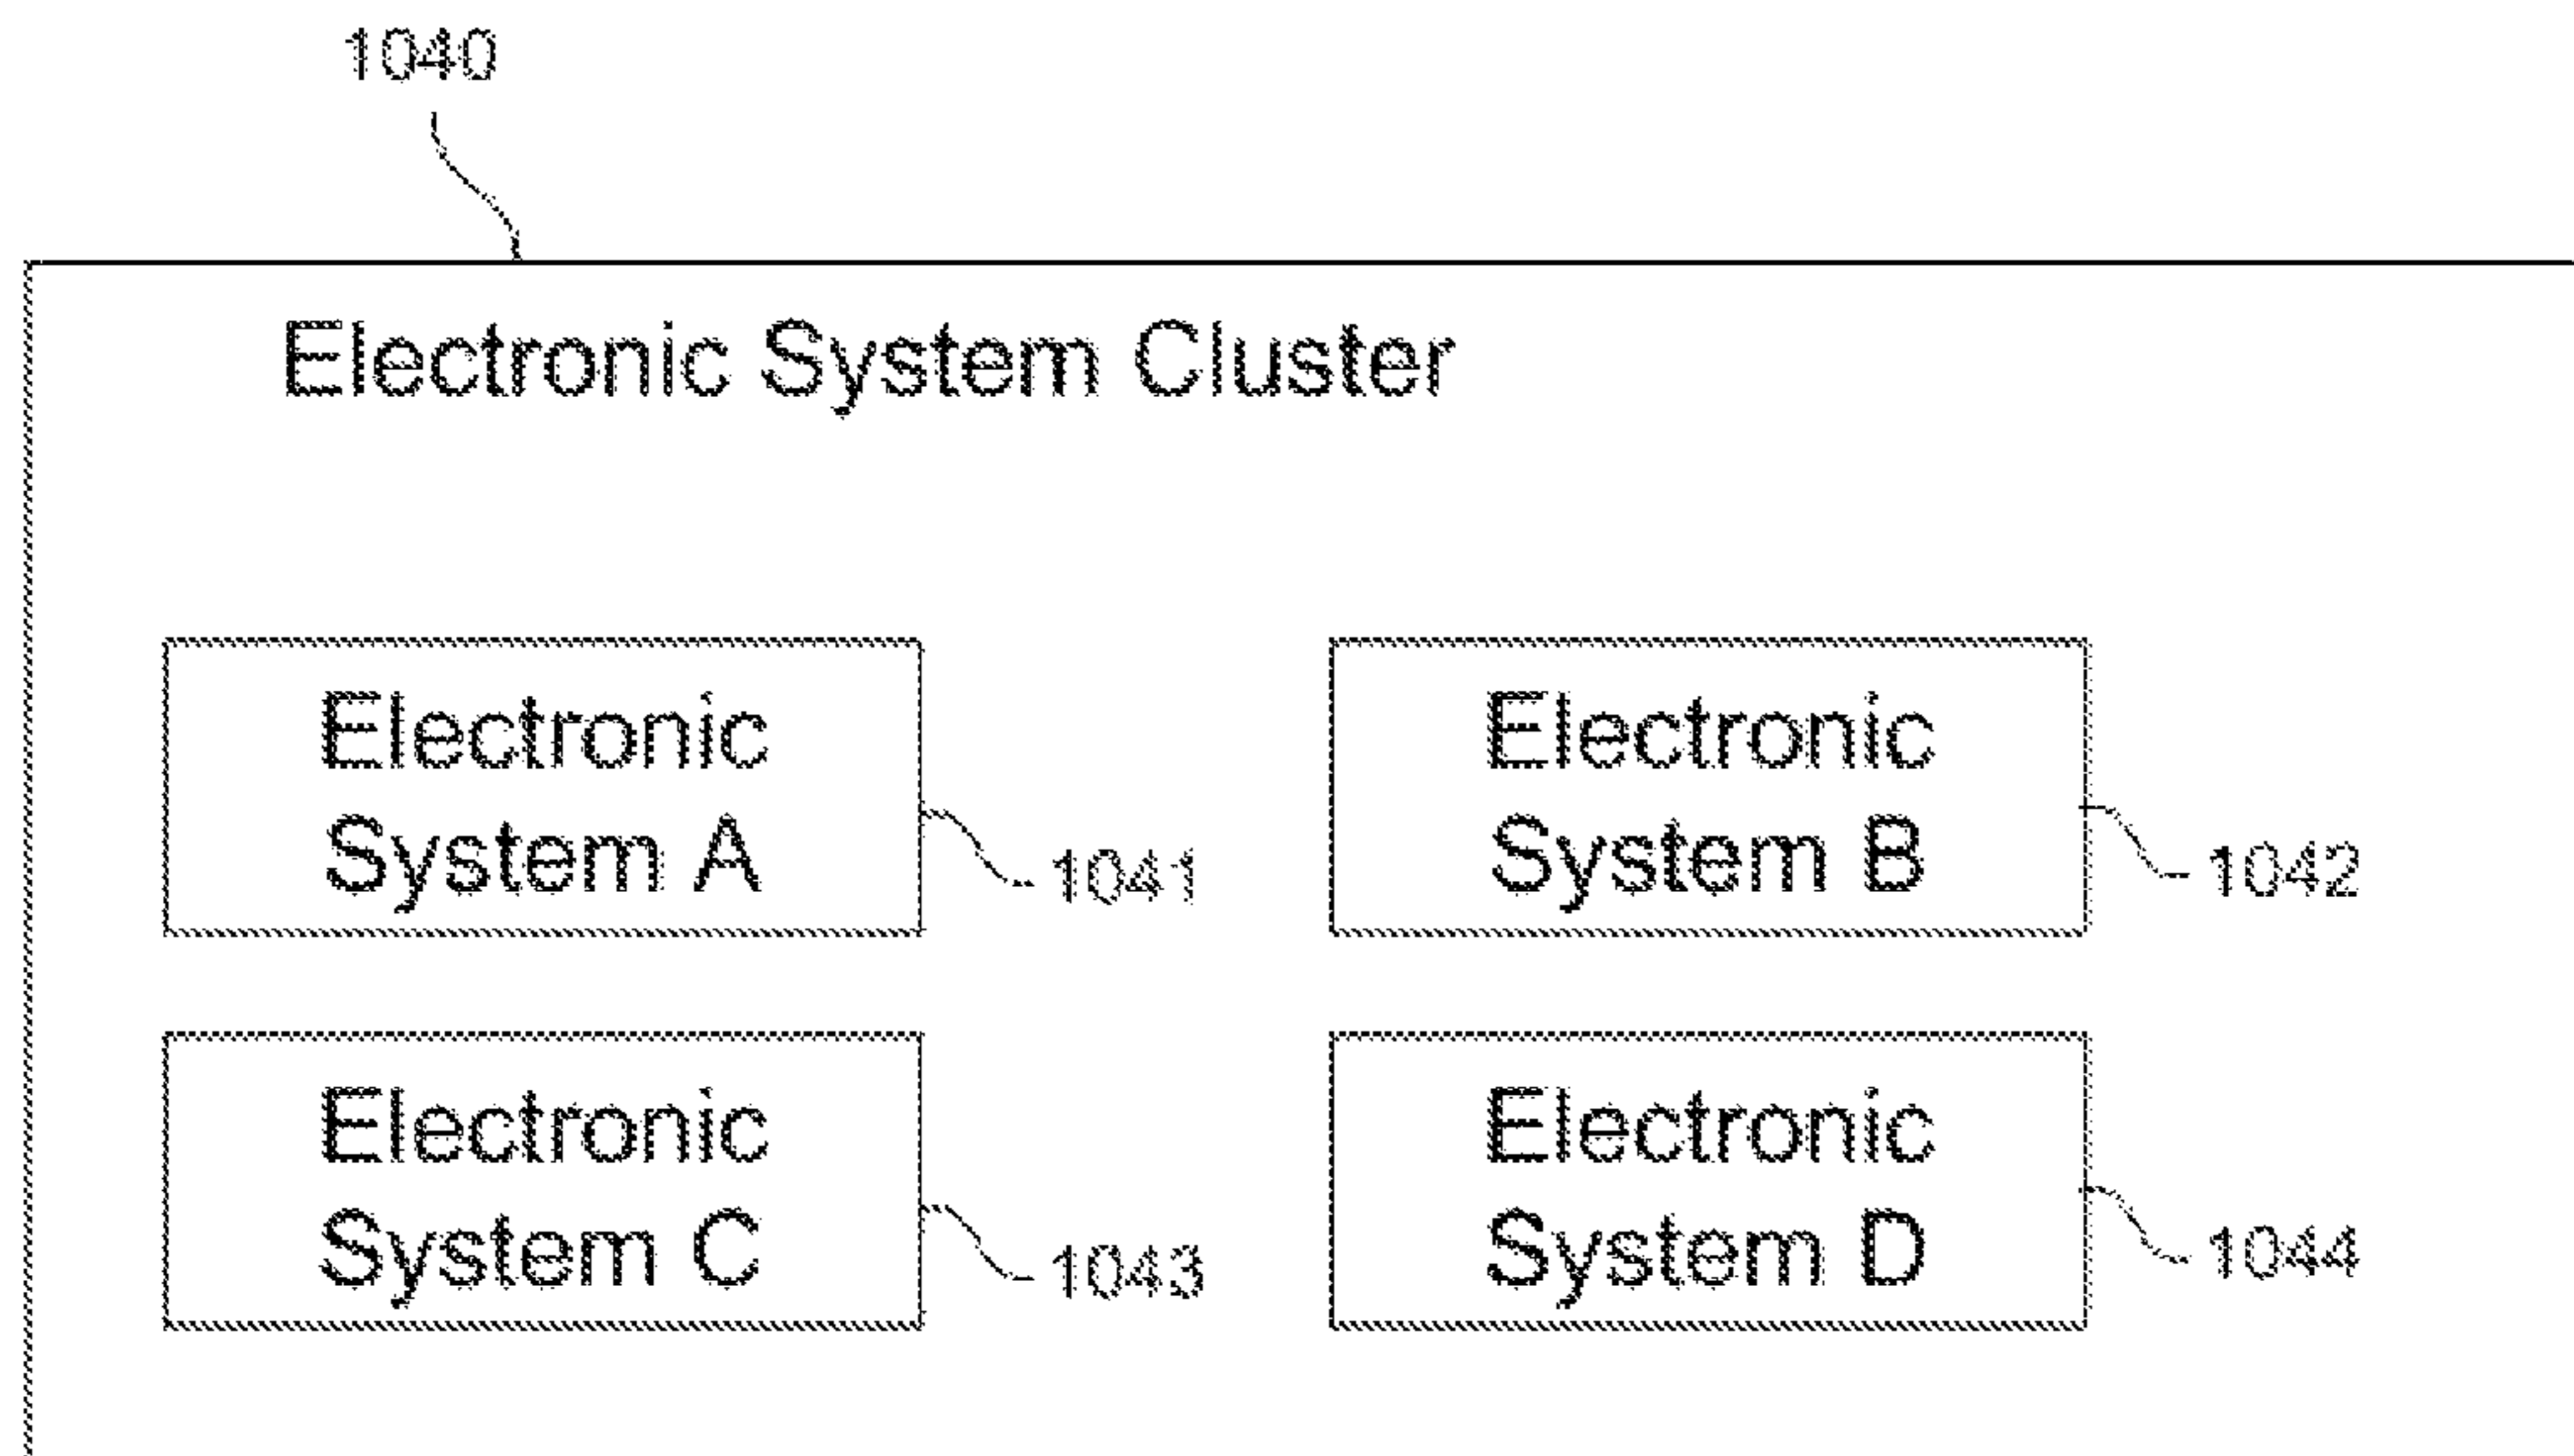 1040
Electronic System Cluster
Electronic
System A
1041
Electronic
System B
1042
Electronic
System C
1043
Electronic
System D
1044